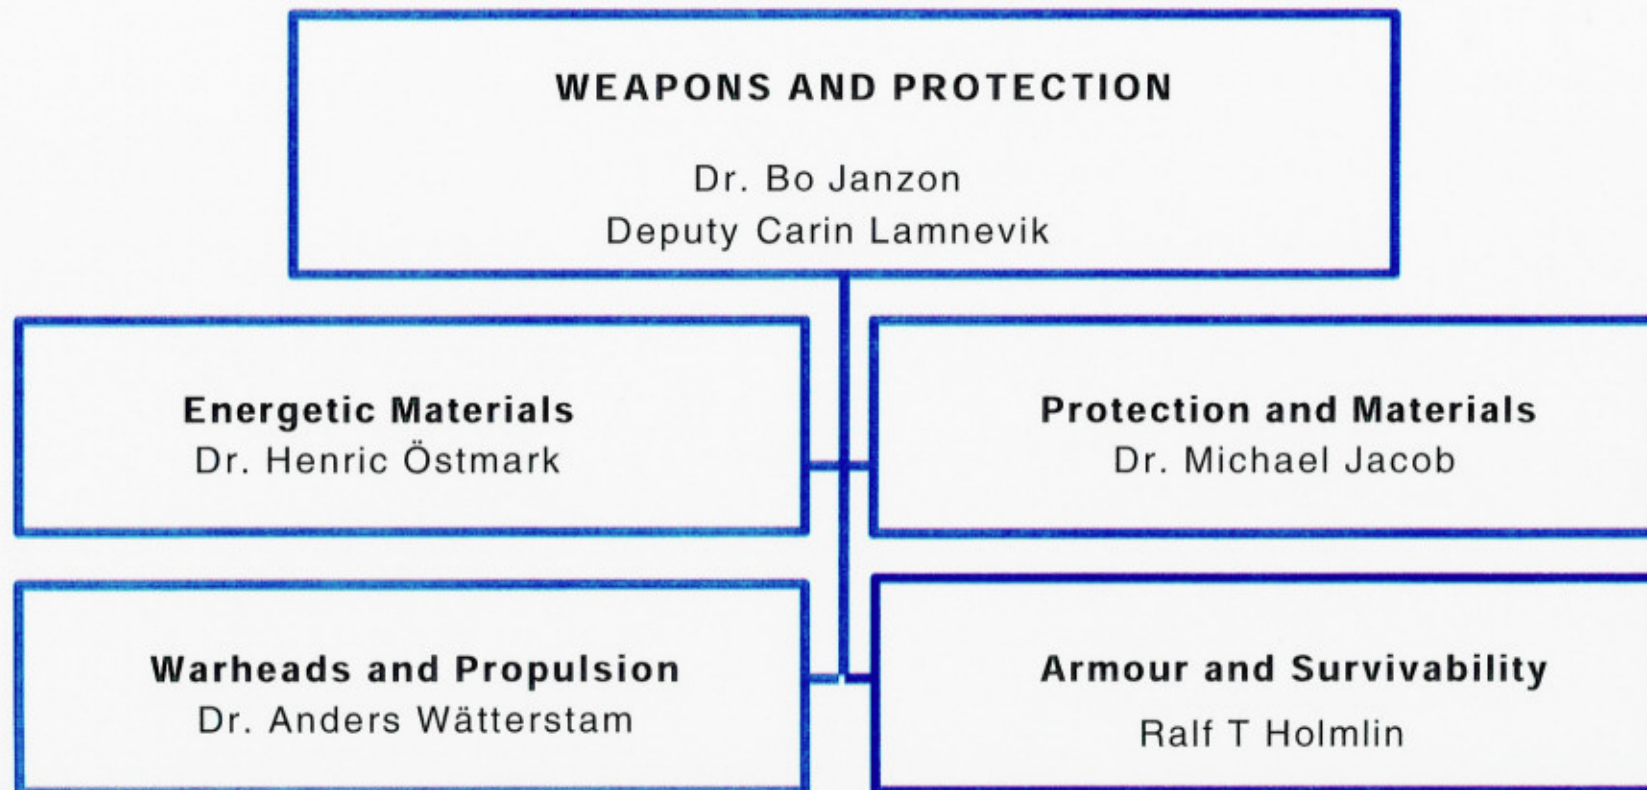 WEAPONS AND PROTECTION
Dr. Bo Janzon
Deputy Carin Lamnevik
Energetic Materials
Dr. Henric Östmark
Protection and Materials
Dr. Michael Jacob
Warheads and Propulsion
Dr. Anders Wätterstam
Armour and Survivability
Ralf T Holmlin